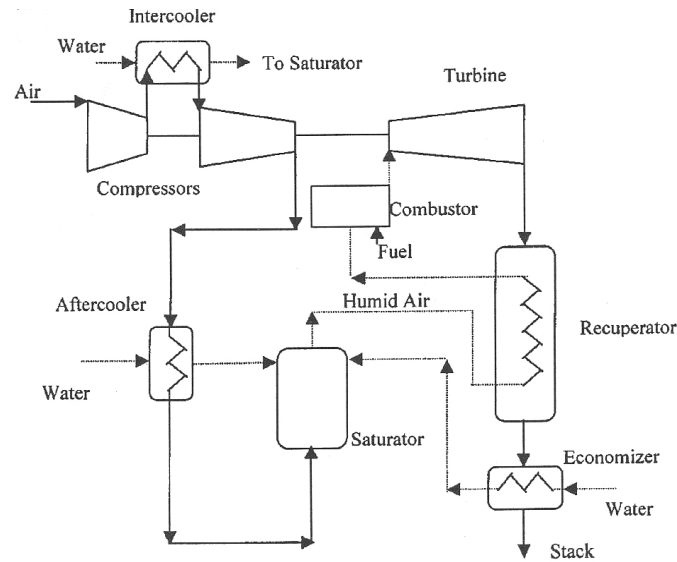 Intercooler
Water
To Saturator
Turbine
Air
Compressors
Combustor
Fuel
Aftercooler
Humid Air
Recuperator
Water
Saturator
Economizer
Water
Stack